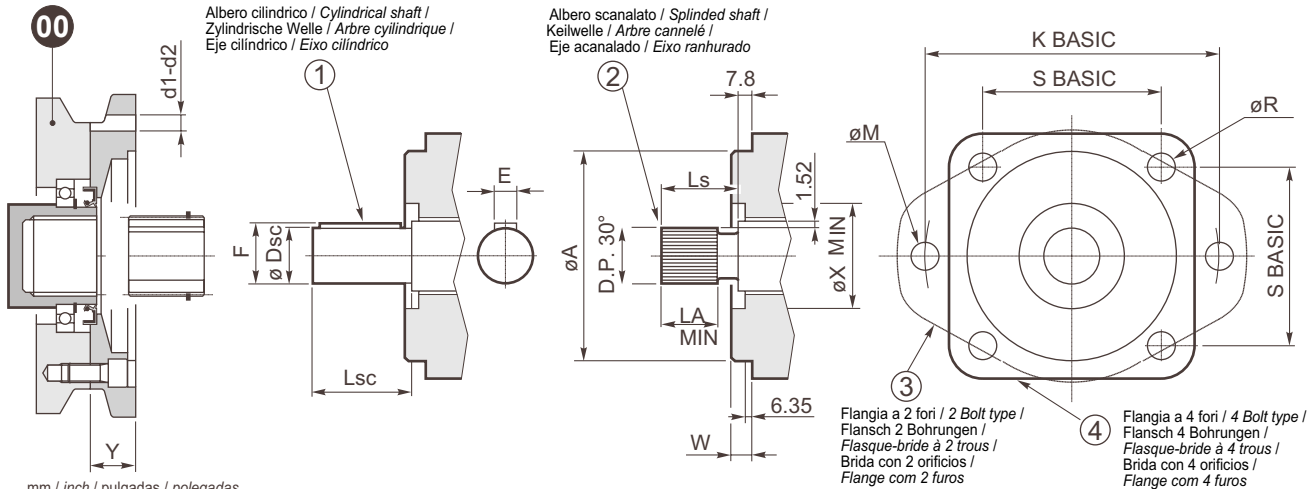 00
d1-d2
Y
mm / inch / pulgadas / polegadas
Albero cilindrico / Cylindrical shaft /
Zylindrische Welle / Arbre cyilindrique /
Eje cilíndrico / Eixo cilíndrico
1
F
ø Dsc
E
Lsc
Albero scanalato / Splinded shaft /
Keilwelle / Arbre cannelé /
Eje acanalado / Eixo ranhurado
2
7.8
Ls
1.52
øA
D.P. 30°
øX MIN
LA
MIN
6.35
W
K BASIC
S BASIC
øR
øM
S BASIC
3
Flangia a 2 fori / 2 Bolt type /
Flansch 2 Bohrungen /
Flasque-bride à 2 trous /
Brida con 2 orificios /
Flange com 2 furos
4
Flangia a 4 fori / 4 Bolt type /
Flansch 4 Bohrungen /
Flasque-bride à 4 trous /
Brida con 4 orificios /
Flange com 4 furos